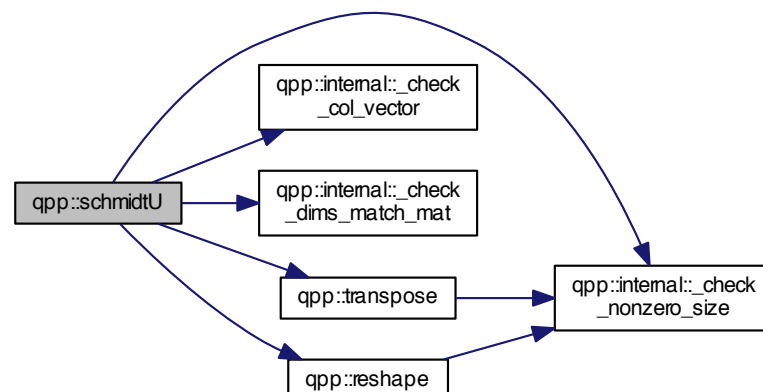 qpp::schmidtU
qpp::internal::_check
_col_vector
qpp::internal::_check
_dims_match_mat
qpp::transpose
qpp::reshape
qpp::internal::_check
_nonzero_size